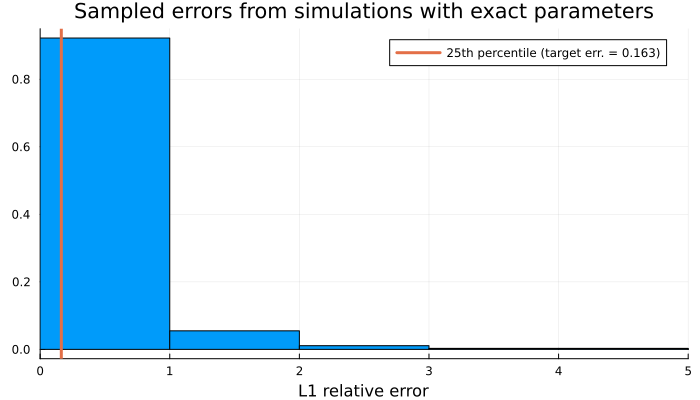 Sampled errors from simulations with exact parameters
25th percentile (target err. = 0.163)
0.8
0.6
0.4
0.2
0.0
0 1 2 3 4 5
L1 relative error